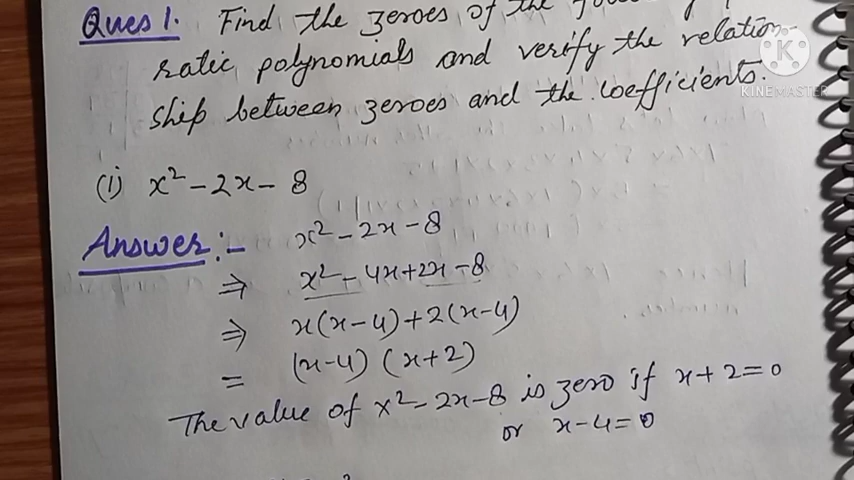 Ques 1. Find the zeroes of the
ratic polynomials and verify the relation-
ship between zeroes and the coefficients.
K
KINEMASTER
(i) x² - 2x - 8
Answer :- x² - 2x - 8
⇒ x² - 4x + 2x - 8
⇒ x(x-4) + 2(x-4)
= (x-4) (x+2)
The value of x² - 2x - 8 is zero if x + 2 = 0
or x - 4 = 0